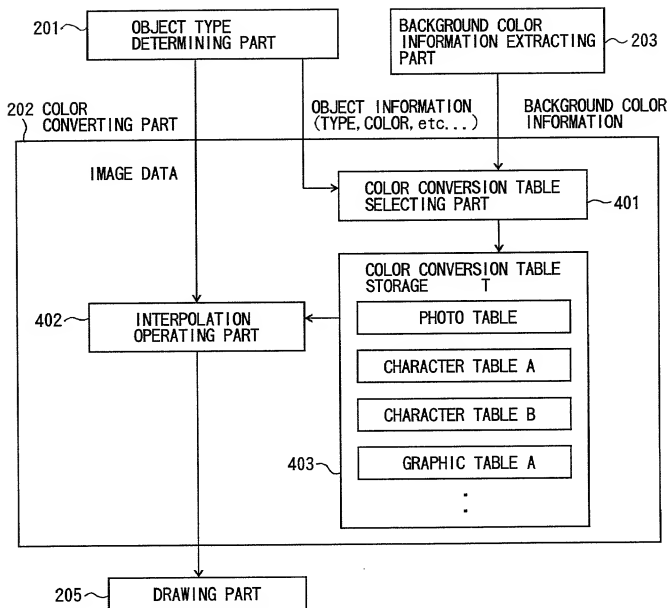 201
OBJECT TYPE
DETERMINING PART
BACKGROUND COLOR
INFORMATION EXTRACTING
PART
203
202 COLOR
CONVERTING PART
OBJECT INFORMATION
(TYPE, COLOR, etc...)
BACKGROUND COLOR
INFORMATION
IMAGE DATA
COLOR CONVERSION TABLE
SELECTING PART
401
COLOR CONVERSION TABLE
STORAGE T
402
INTERPOLATION
OPERATING PART
PHOTO TABLE
CHARACTER TABLE A
CHARACTER TABLE B
403
GRAPHIC TABLE A
205
DRAWING PART